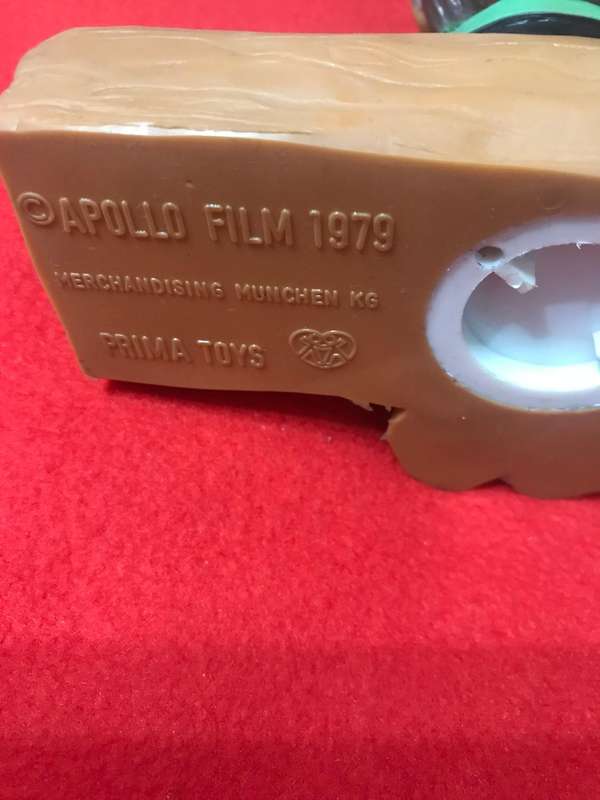 © APOLLO FILM 1979
MERCHANDISING MUNCHEN KG
PRIMA TOYS